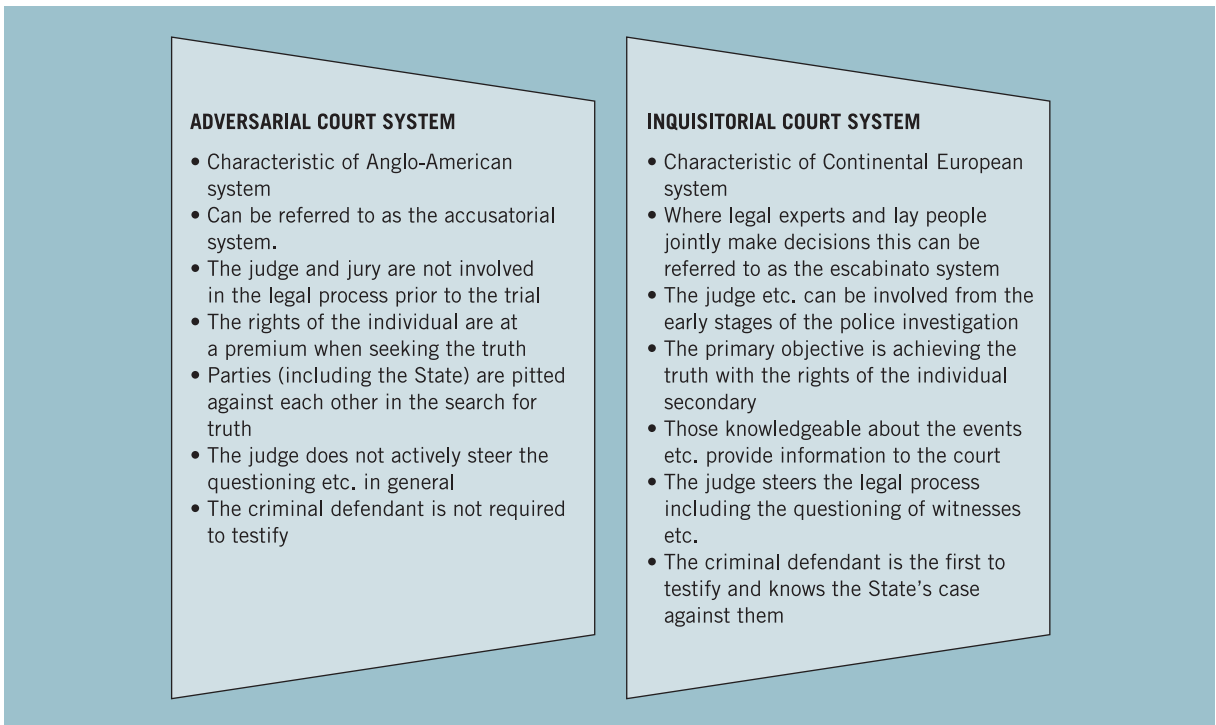 ADVERSARIAL COURT SYSTEM
• Characteristic of Anglo-American
system
• Can be referred to as the accusatorial
system.
• The judge and jury are not involved
in the legal process prior to the trial
• The rights of the individual are at
a premium when seeking the truth
• Parties (including the State) are pitted
against each other in the search for
truth
• The judge does not actively steer the
questioning etc. in general
• The criminal defendant is not required
to testify
INQUISITORIAL COURT SYSTEM
• Characteristic of Continental European
system
• Where legal experts and lay people
jointly make decisions this can be
referred to as the escabinato system
• The judge etc. can be involved from the
early stages of the police investigation
• The primary objective is achieving the
truth with the rights of the individual
secondary
• Those knowledgeable about the events
etc. provide information to the court
• The judge steers the legal process
including the questioning of witnesses
etc.
• The criminal defendant is the first to
testify and knows the State's case
against them